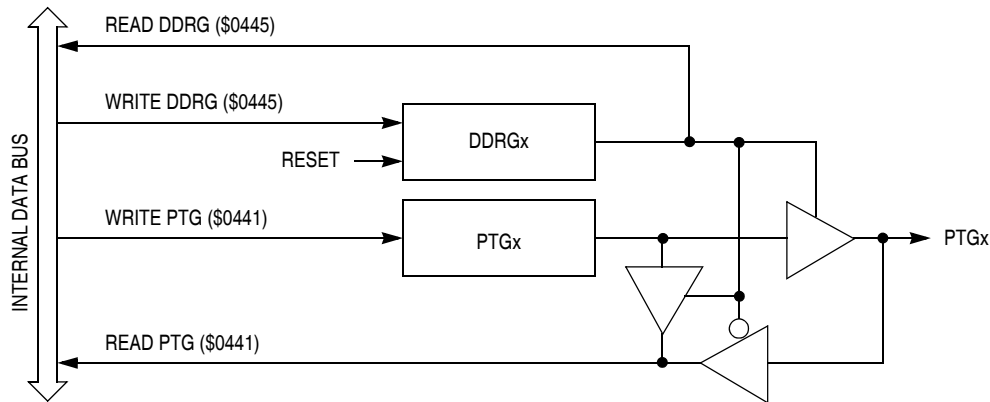 READ DDRG ($0445)
WRITE DDRG ($0445)
DDRGx
RESET
WRITE PTG ($0441)
PTGx
PTGx
READ PTG ($0441)
INTERNAL DATA BUS